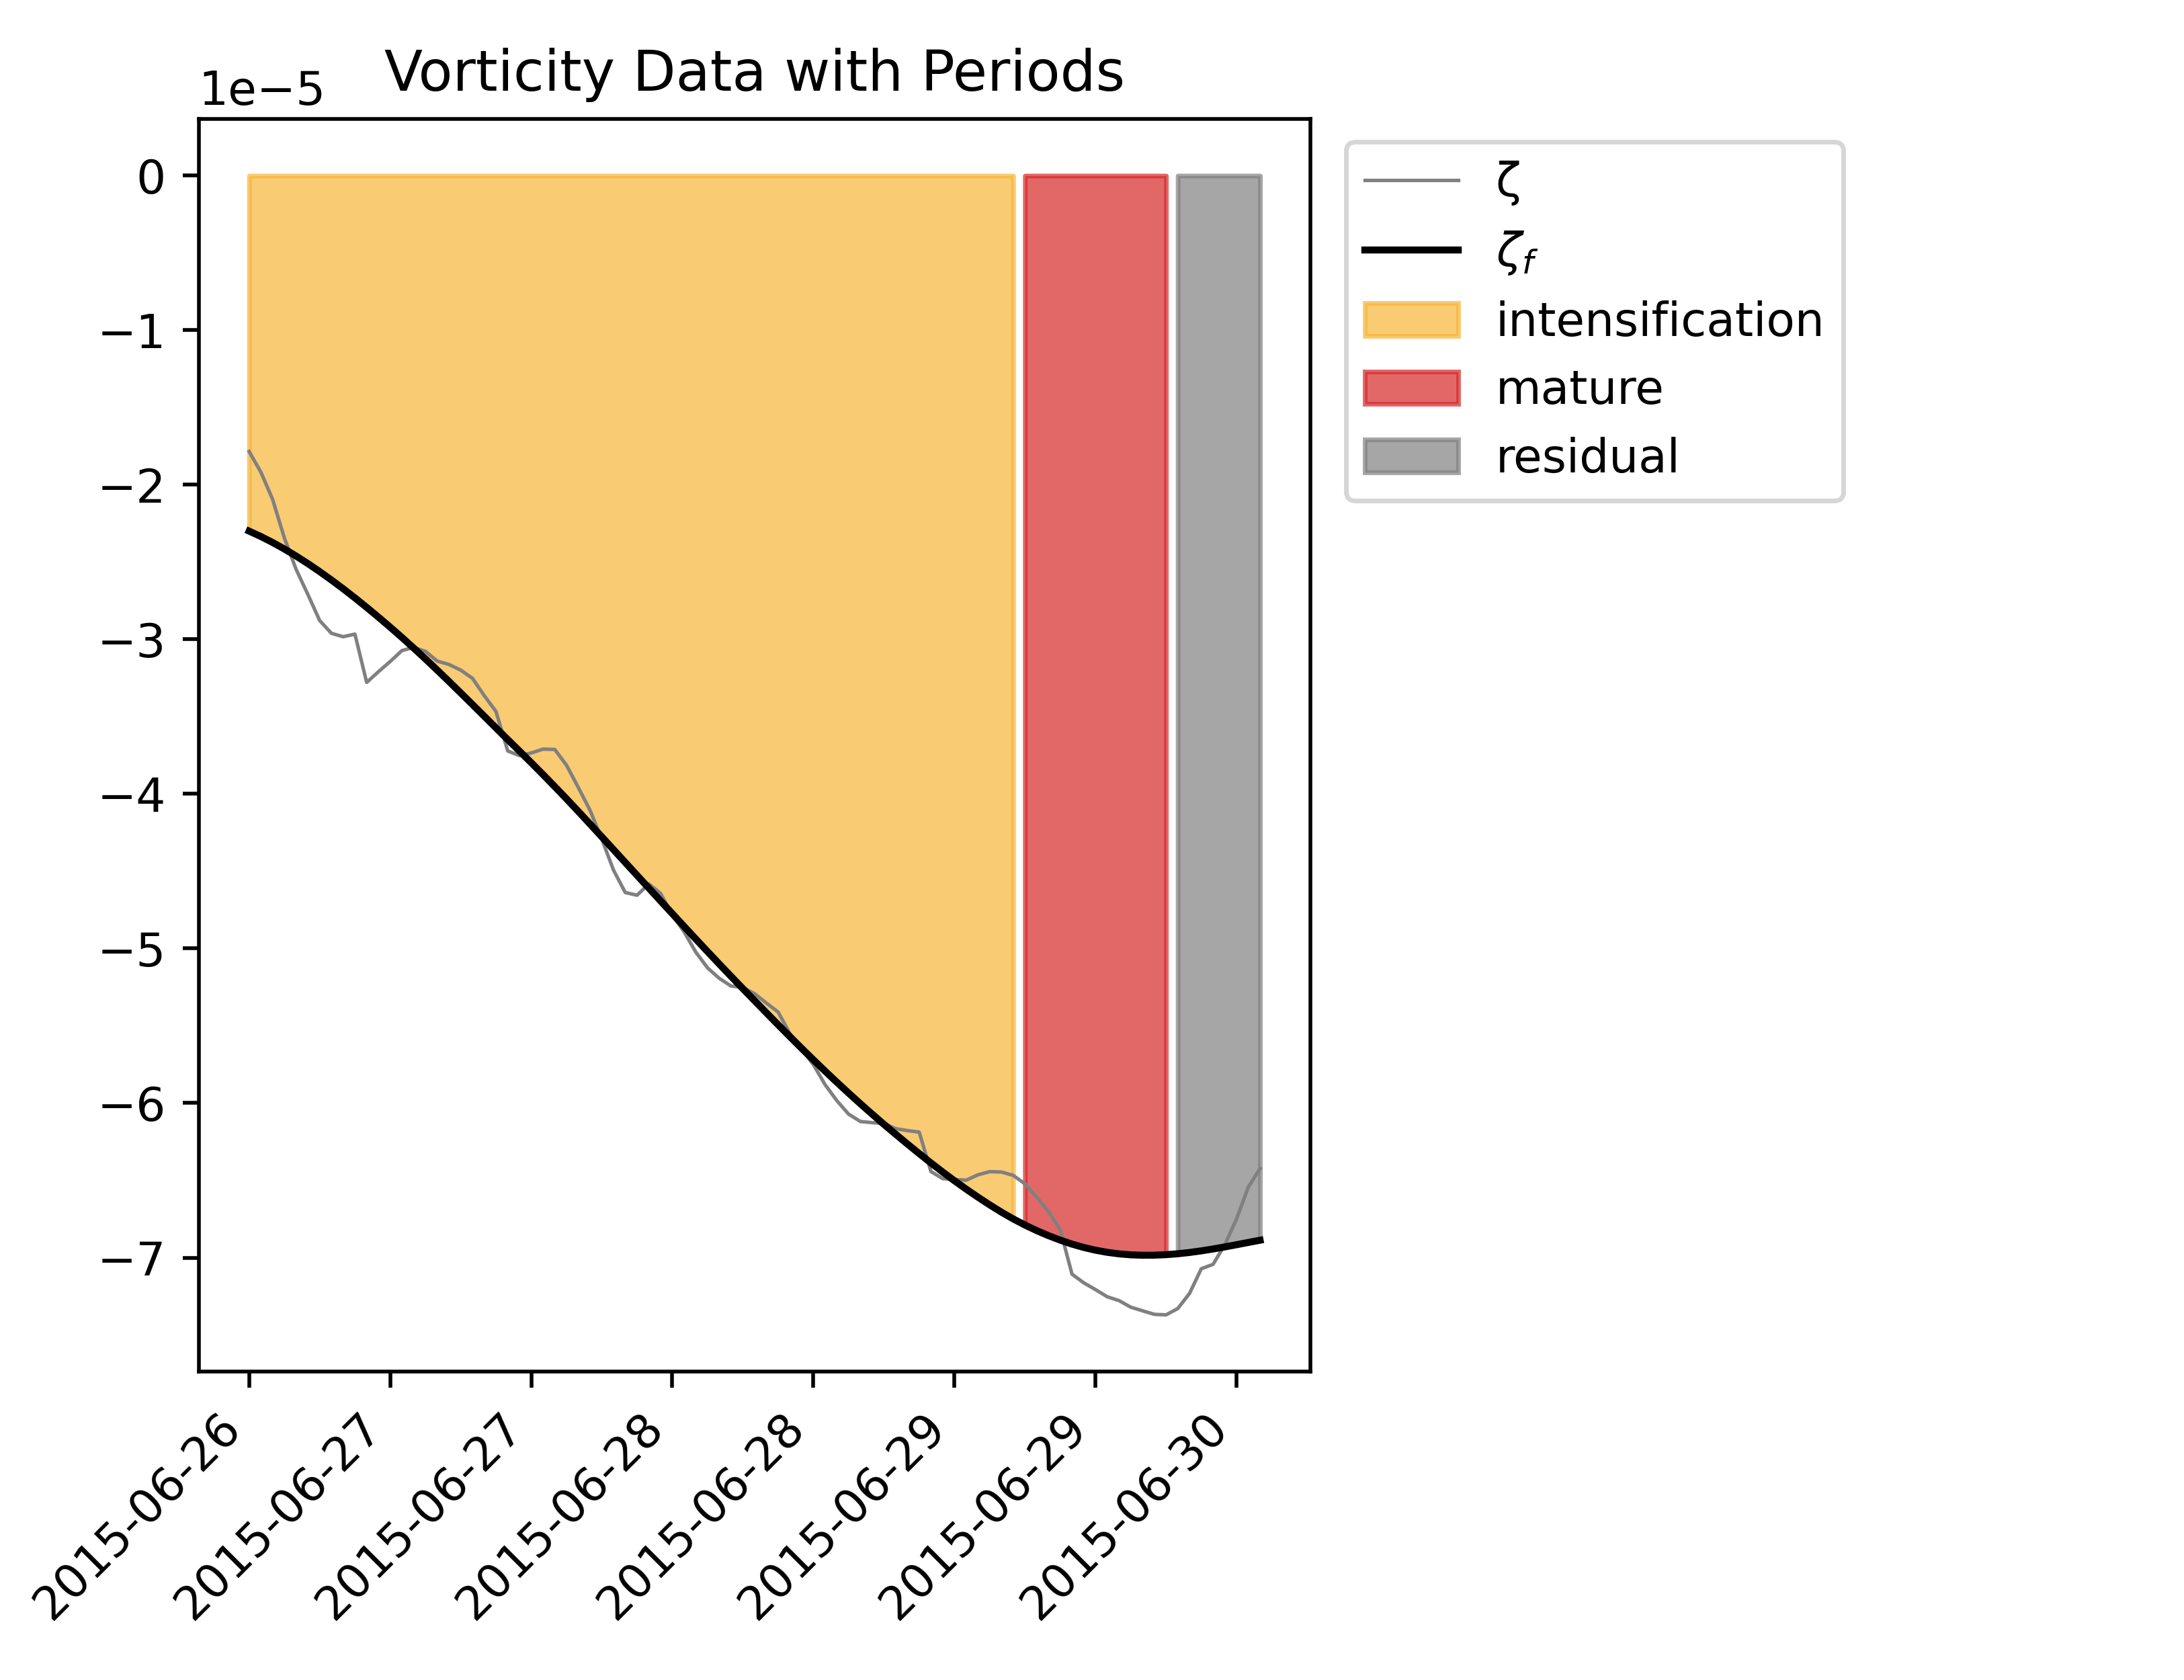 Vorticity Data with Periods
1e−5
0
−1
−2
−3
−4
−5
−6
−7
2015-06-26
2015-06-27
2015-06-27
2015-06-28
2015-06-28
2015-06-29
2015-06-29
2015-06-30
ζ
ζf
intensification
mature
residual